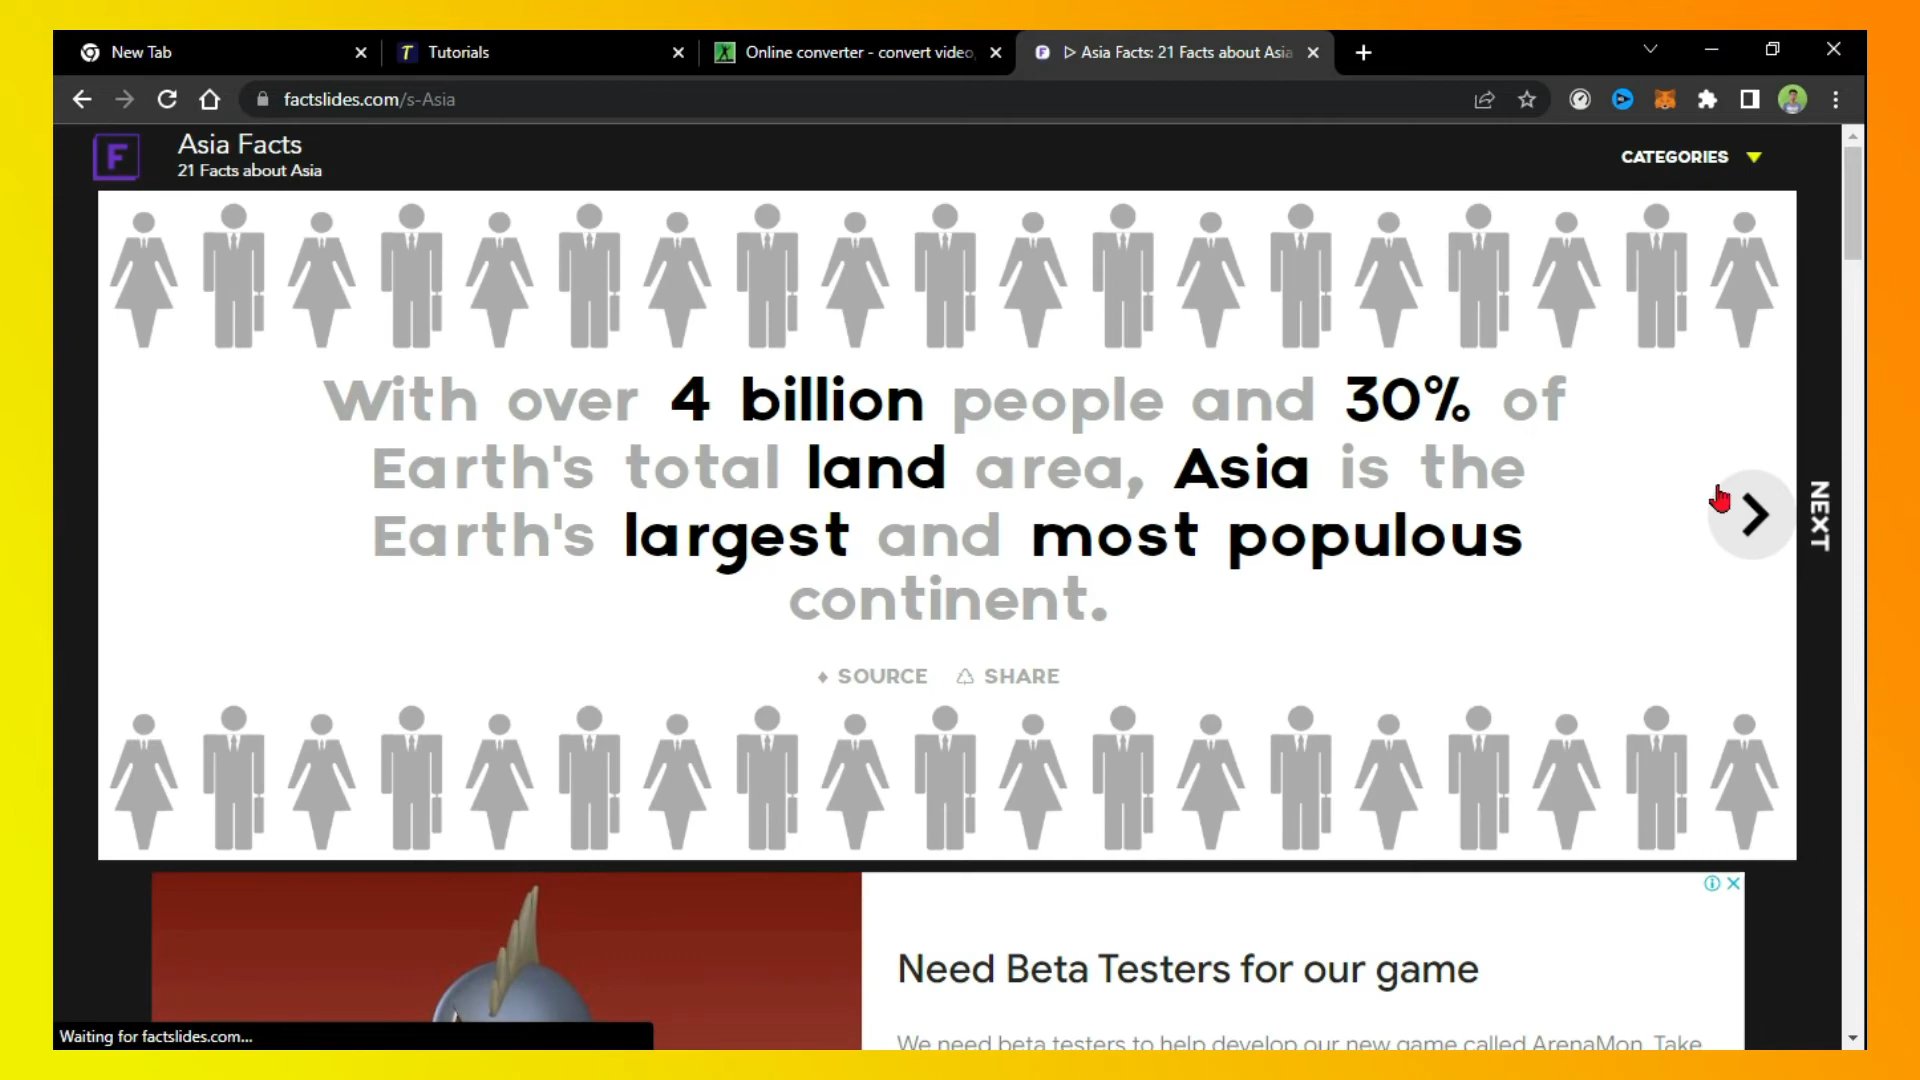 New Tab
Tutorials
Online converter - convert video,
Asia Facts: 21 Facts about Asia
factslides.com/s-Asia
F
Asia Facts
21 Facts about Asia
CATEGORIES
With over 4 billion people and 30% of
Earth's total land area, Asia is the
Earth's largest and most populous
continent.
NEXT
SOURCE SHARE
Need Beta Testers for our game
We need beta testers to help develop our new game called ArenaMon. Take
Waiting for factslides.com...